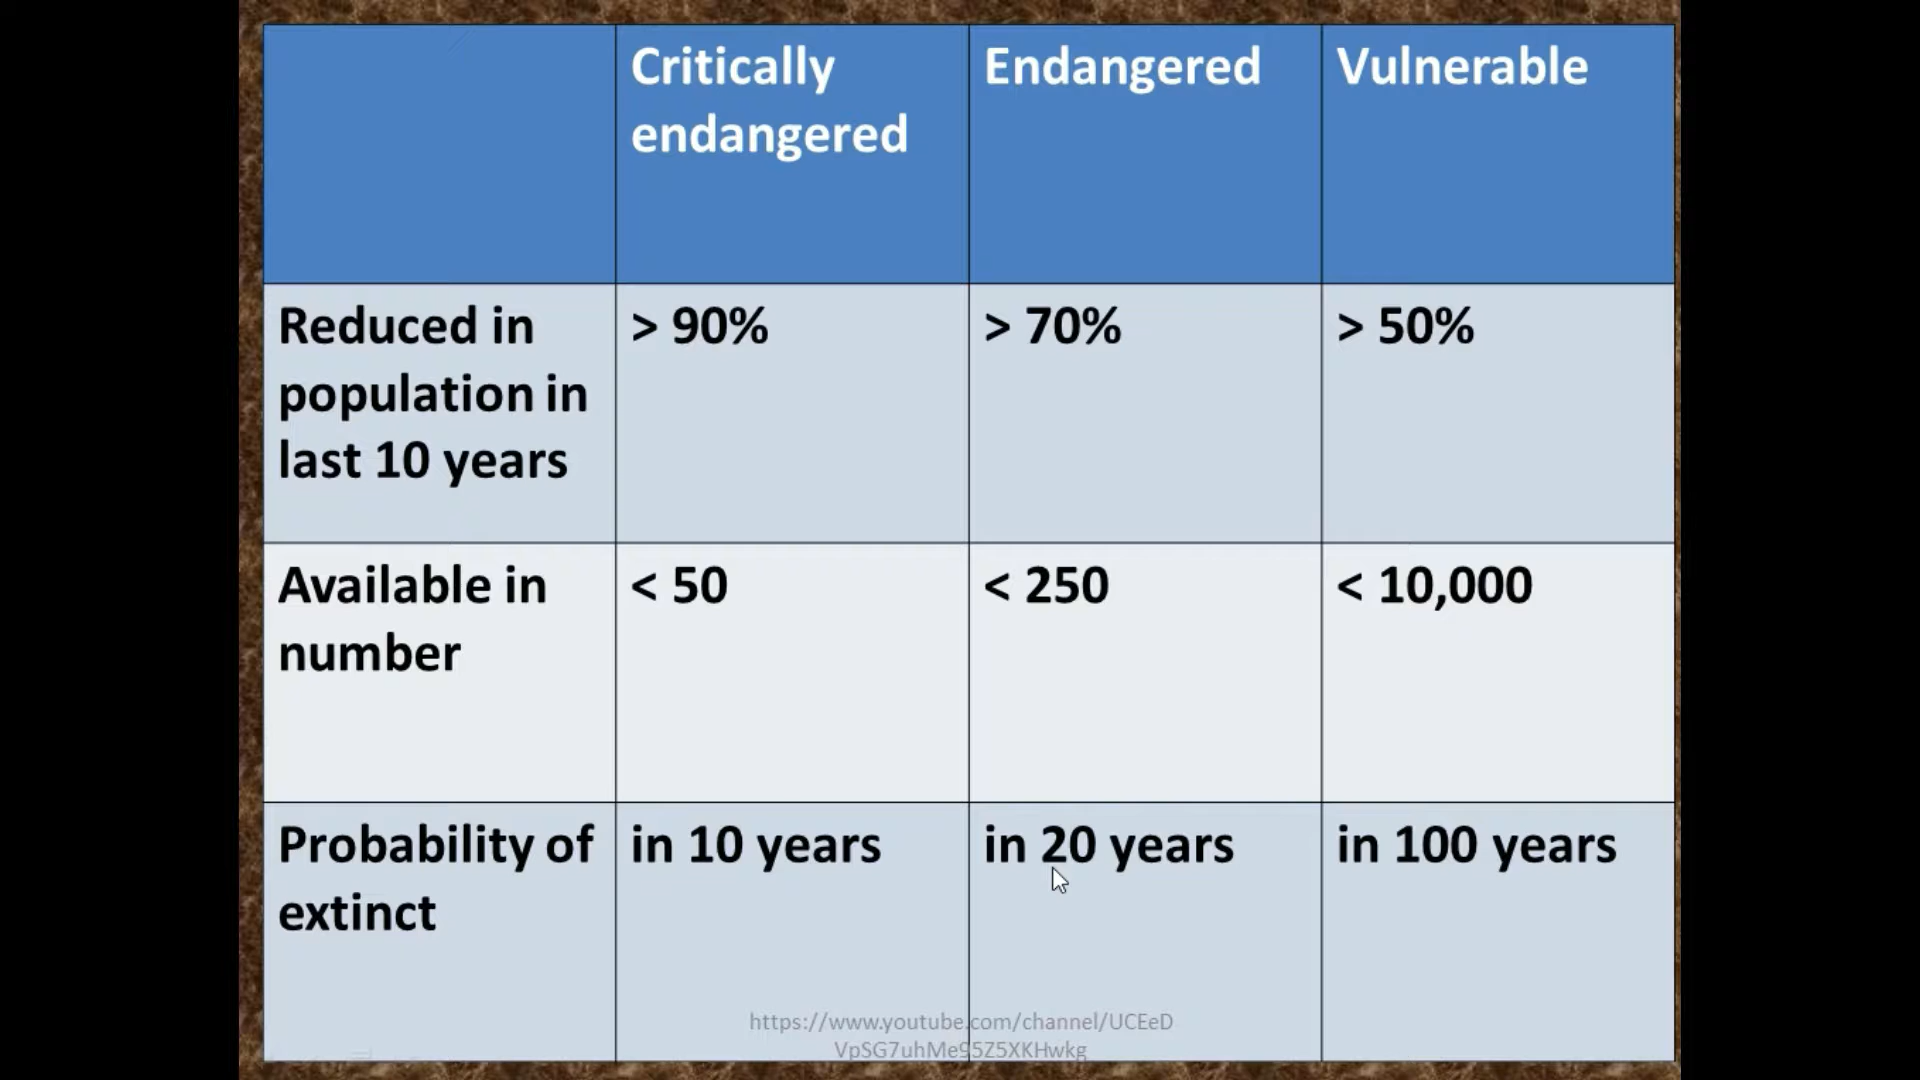 Critically
endangered
Endangered
Vulnerable
Reduced in
population in
last 10 years
> 90%
> 70%
> 50%
Available in
number
< 50
< 250
< 10,000
Probability of
extinct
in 10 years
in 20 years
in 100 years
https://www.youtube.com/channel/UCEeD
VpSG7uhMe95Z5XKHwkg